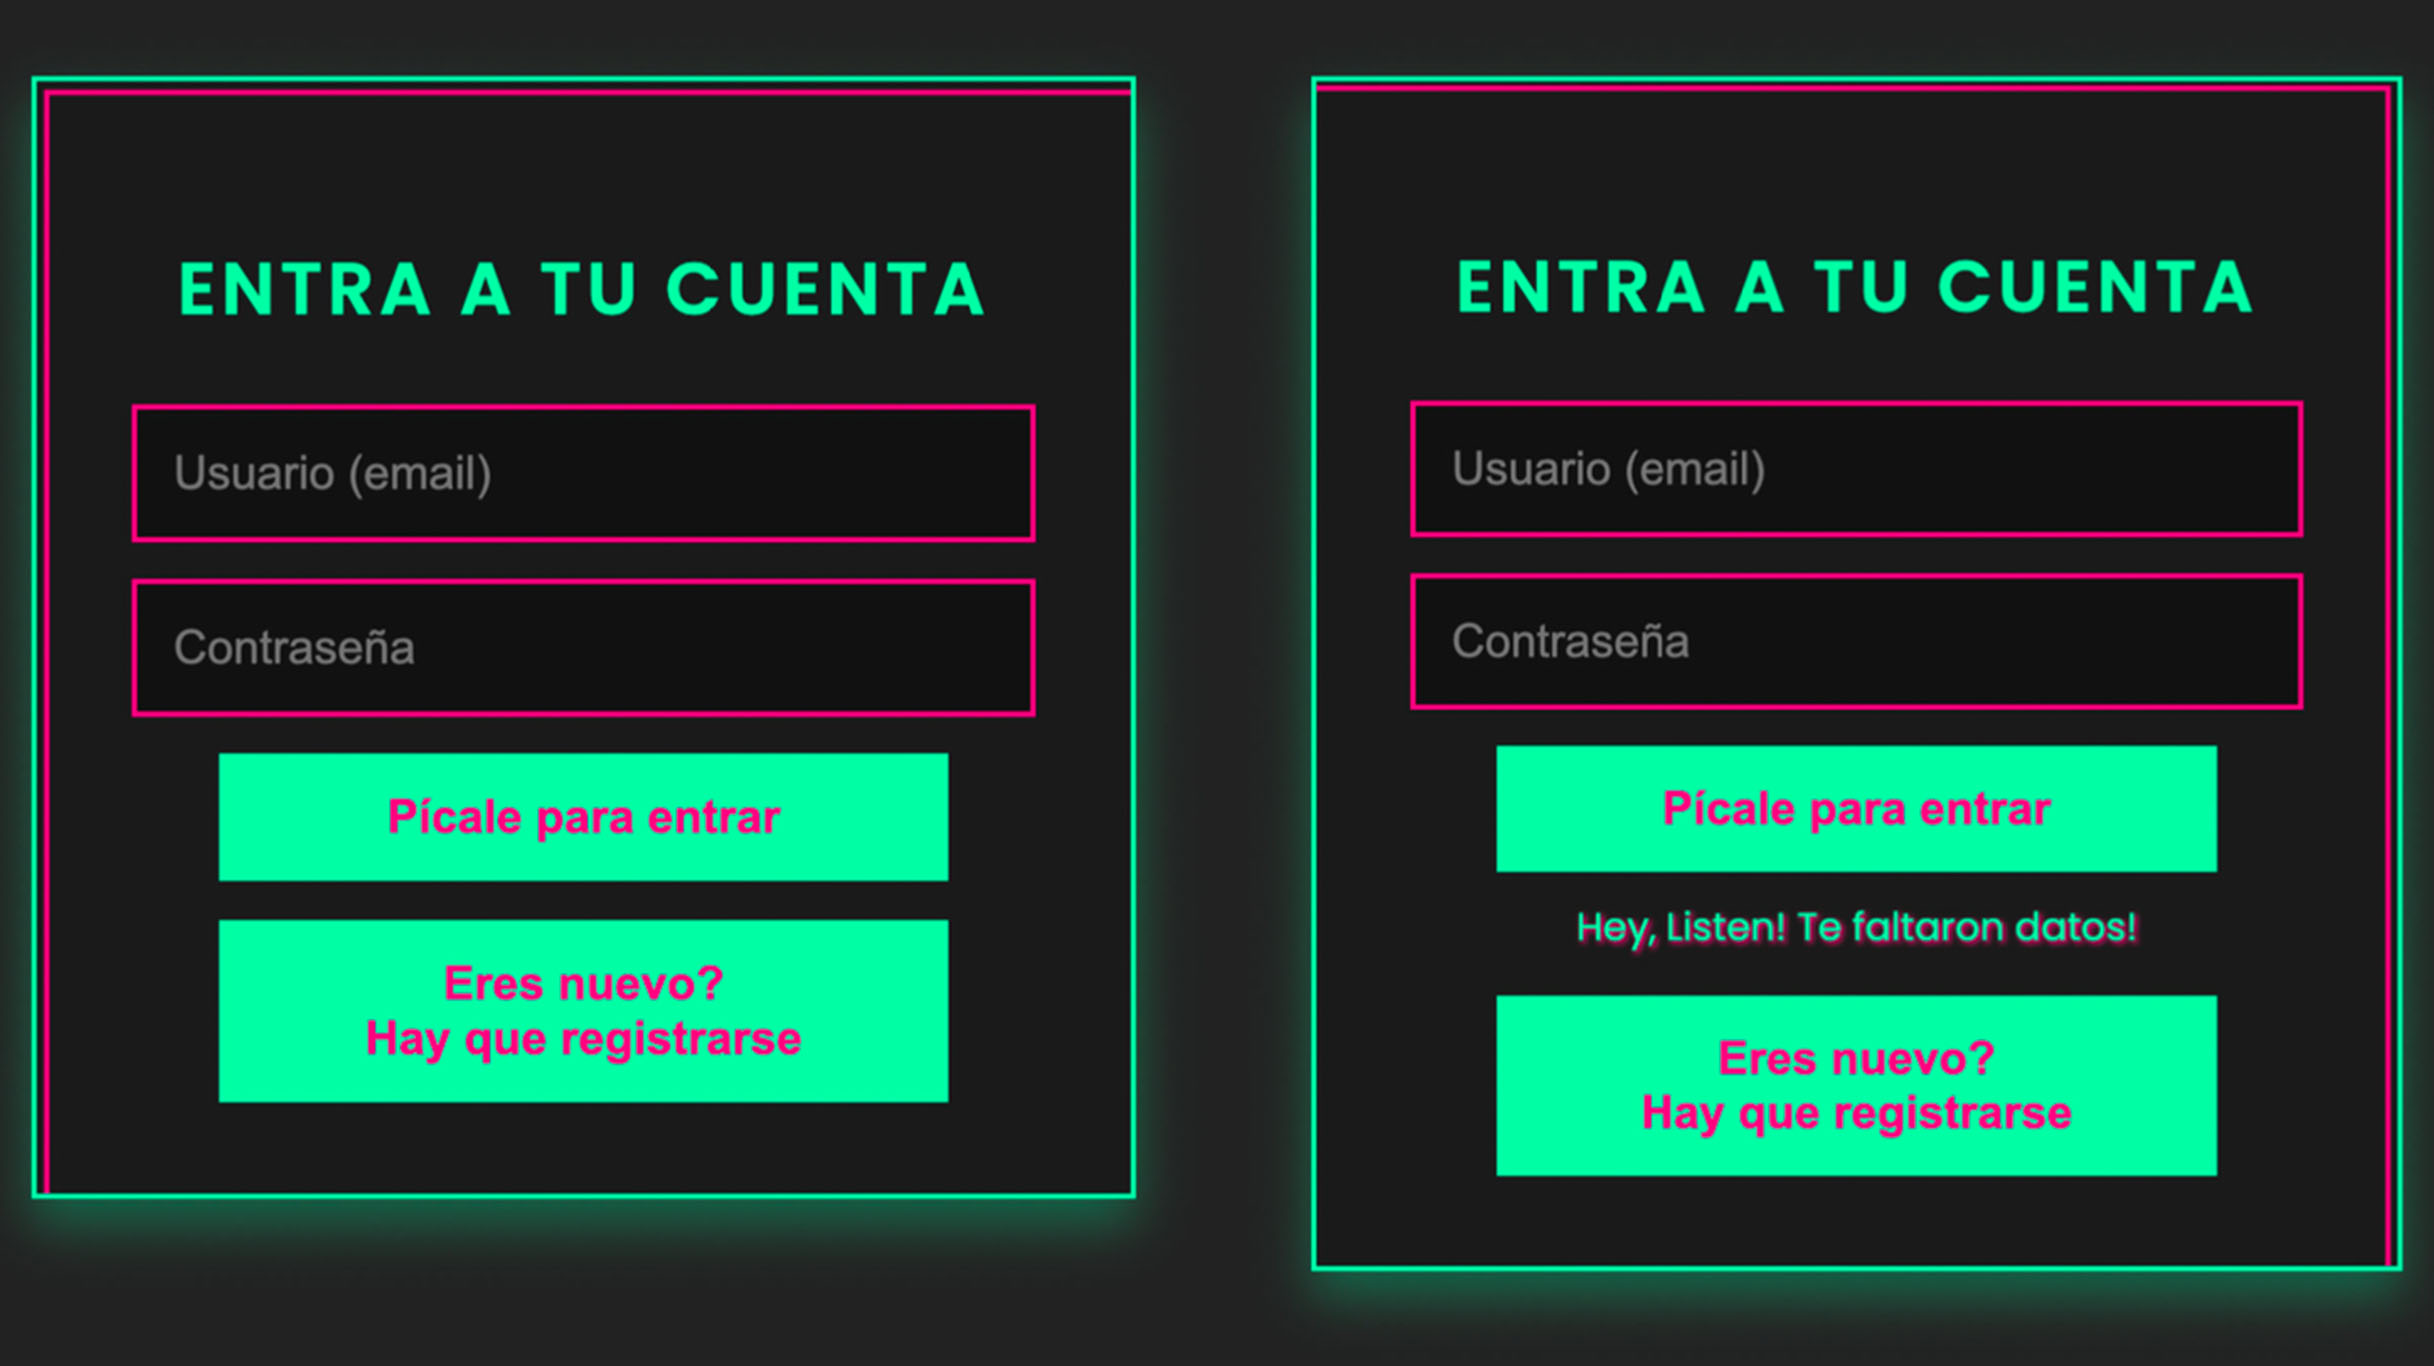 ENTRA A TU CUENTA
Usuario (email)
Contraseña
Pícale para entrar
Eres nuevo?
Hay que registrarse
ENTRA A TU CUENTA
Usuario (email)
Contraseña
Pícale para entrar
Hey, Listen! Te faltaron datos!
Eres nuevo?
Hay que registrarse